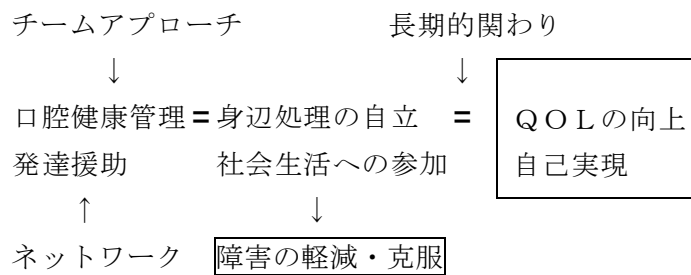 チームアプローチ　　　　　長期的関わり
↓　　　　　　　　　　　↓
口腔健康管理＝身辺処理の自立　＝　ＱＯＬの向上
発達援助　　　社会生活への参加　　自己実現
↑　　　　　　　↓
ネットワーク　障害の軽減・克服